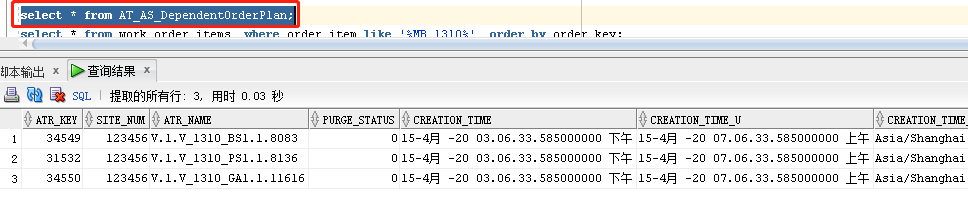 select * from AT_AS_DependentOrderPlan;
select * from work_order_items where order_item like '%MB_1310%' order by order_key;
脚本输出 × 查询结果 ×
SQL | 提取的所有行: 3, 用时 0.03 秒
ATR_KEY SITE_NUM ATR_NAME PURGE_STATUS CREATION_TIME CREATION_TIME_U CREATION_TIME_
1 34549 123456 V.1.V_1310_BS1.1.8083 0 15-4月 -20 03.06.33.585000000 下午 15-4月 -20 07.06.33.585000000 上午 Asia/Shanghai
2 31532 123456 V.1.V_1310_PS1.1.8136 0 15-4月 -20 03.06.33.585000000 下午 15-4月 -20 07.06.33.585000000 上午 Asia/Shanghai
3 34550 123456 V.1.V_1310_GA1.1.11616 0 15-4月 -20 03.06.33.585000000 下午 15-4月 -20 07.06.33.585000000 上午 Asia/Shanghai